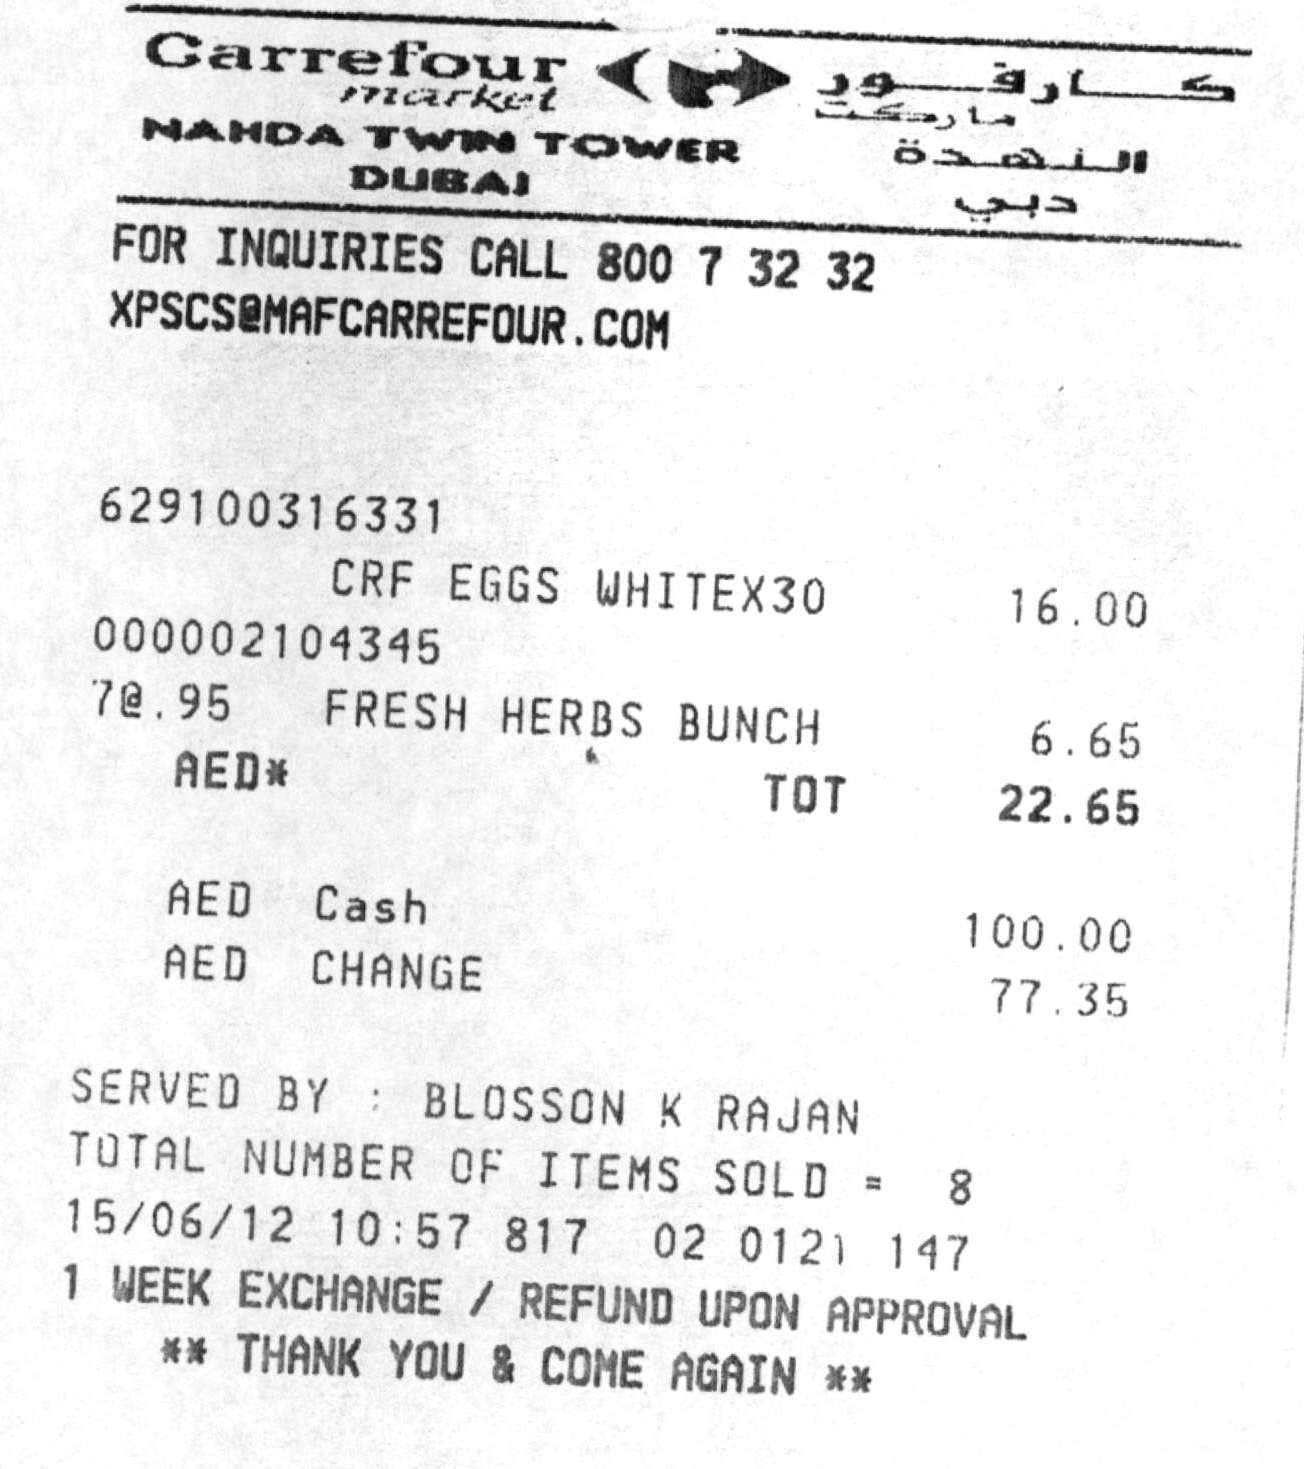 Carrefour كارفور
market ماركت
NAHDA TWIN TOWER النهدة
DUBAI دبي
FOR INQUIRIES CALL 800 7 32 32
XPSCS@MAFCARREFOUR.COM
629100316331
CRF EGGS WHITEX30 16.00
000002104345
7@.95 FRESH HERBS BUNCH 6.65
AED* TOT 22.65
AED Cash 100.00
AED CHANGE 77.35
SERVED BY : BLOSSON K RAJAN
TOTAL NUMBER OF ITEMS SOLD = 8
15/06/12 10:57 817 02 0121 147
1 WEEK EXCHANGE / REFUND UPON APPROVAL
** THANK YOU & COME AGAIN **